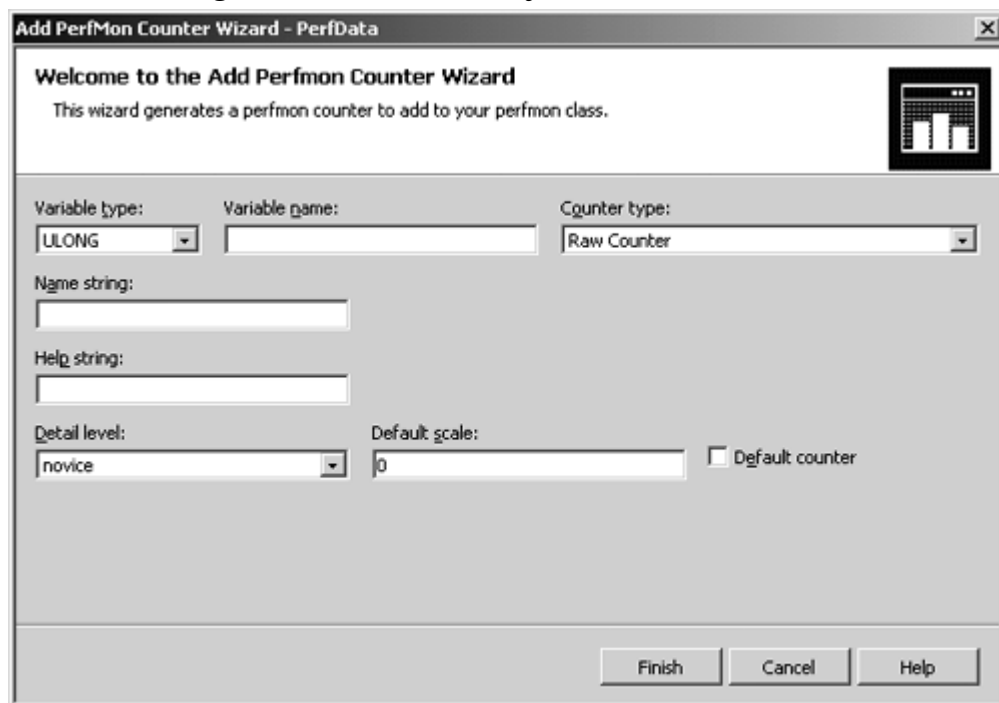 Add PerfMon Counter Wizard - PerfData
Welcome to the Add Perfmon Counter Wizard
This wizard generates a perfmon counter to add to your perfmon class.
Variable type: Variable name: Counter type:
ULONG Raw Counter
Name string:
Help string:
Detail level: Default scale:
novice 0 Default counter
Finish Cancel Help